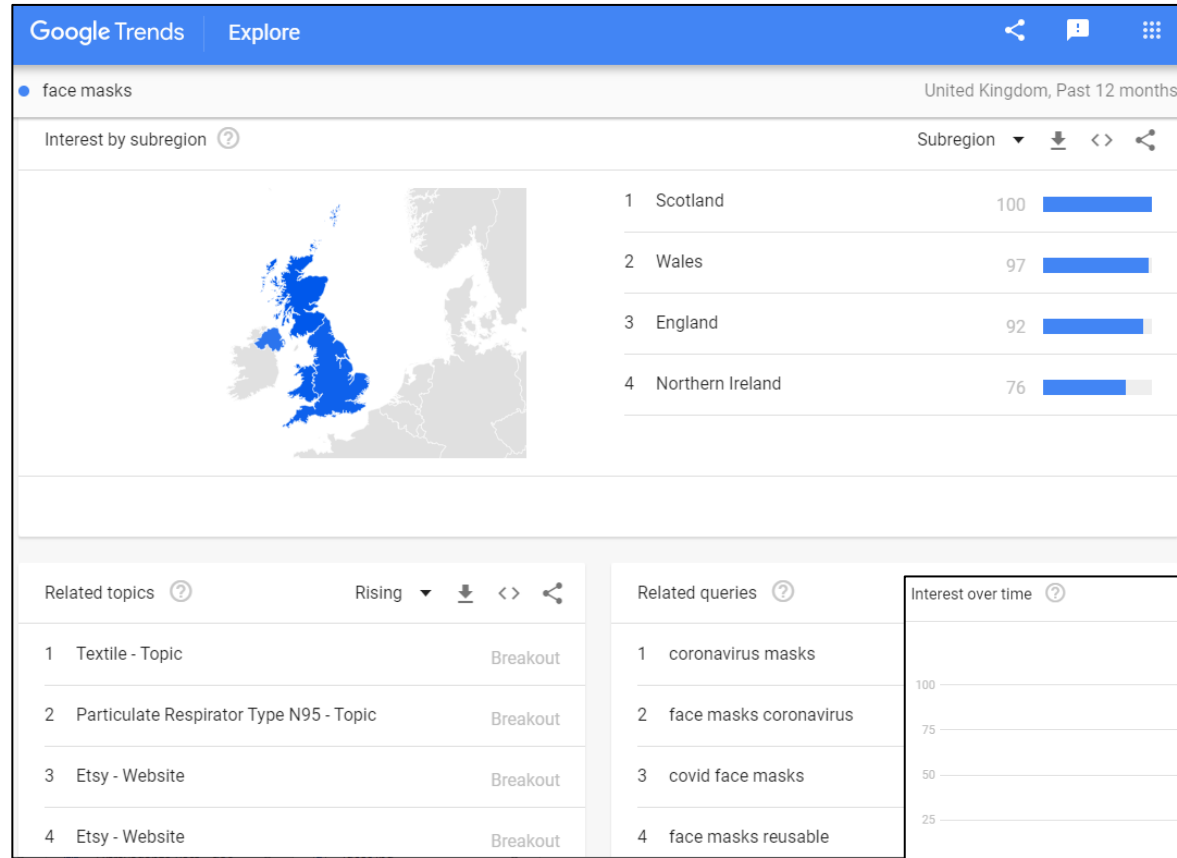 Google Trends Explore
face masks United Kingdom, Past 12 months
Interest by subregion ? Subregion
1 Scotland 100
2 Wales 97
3 England 92
4 Northern Ireland 76
Related topics ? Rising
1 Textile - Topic Breakout
2 Particulate Respirator Type N95 - Topic Breakout
3 Etsy - Website Breakout
4 Etsy - Website Breakout
Related queries ?
1 coronavirus masks
2 face masks coronavirus
3 covid face masks
4 face masks reusable
Interest over time ?
100
75
50
25